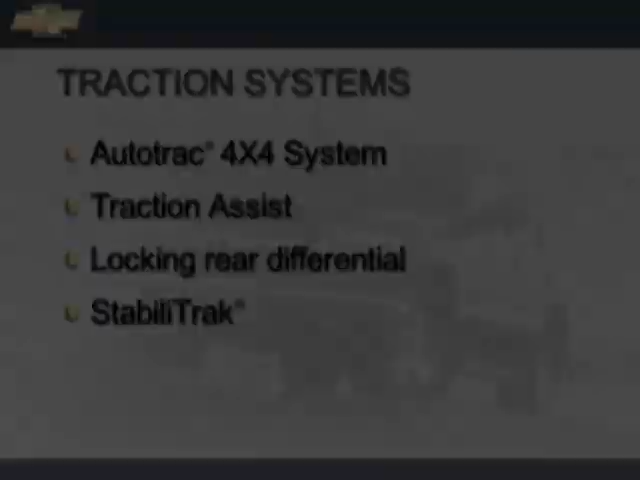 TRACTION SYSTEMS
Autotrac® 4X4 System
Traction Assist
Locking rear differential
StabiliTrak®